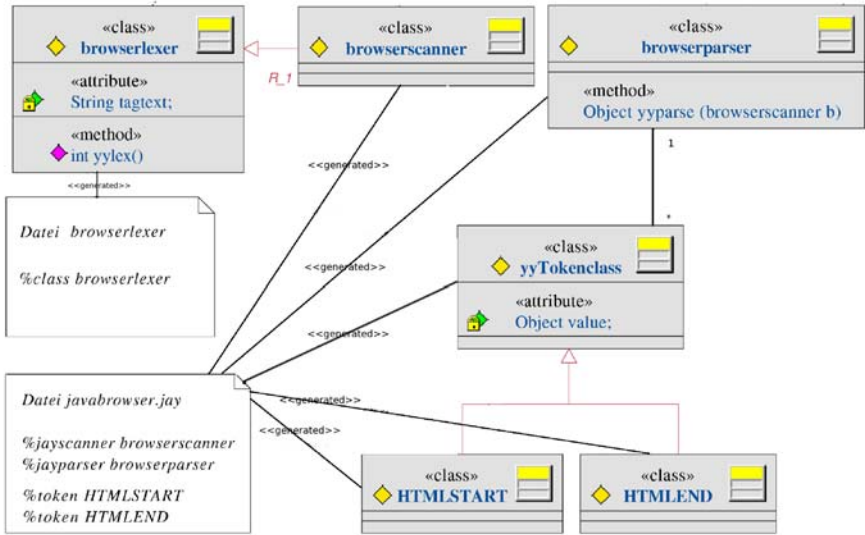 «class»
browserlexer
«attribute»
String tagtext;
«method»
int yylex()
R_1
«class»
browserscanner
«class»
browserparser
«method»
Object yyparse (browserscanner b)
<<generated>>
<<generated>>
1
*
Datei browserlexer
%class browserlexer
<<generated>>
«class»
yyTokenclass
«attribute»
Object value;
<<generated>>
Datei javabrowser.jay
%jayscanner browserscanner
%jayparser browserparser
%token HTMLSTART
%token HTMLEND
<<generated>>
<<generated>>
«class»
HTMLSTART
«class»
HTMLEND